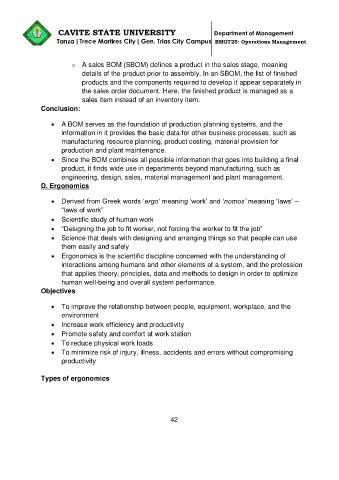 CAVITE STATE UNIVERSITY
Department of Management
Tanza | Trece Martires City | Gen. Trias City Campus
BMGT25: Operations Management
o A sales BOM (SBOM) defines a product in the sales stage, meaning
details of the product prior to assembly. In an SBOM, the list of finished
products and the components required to develop it appear separately in
the sales order document. Here, the finished product is managed as a
sales item instead of an inventory item.
Conclusion:
• A BOM serves as the foundation of production planning systems, and the
information in it provides the basic data for other business processes, such as
manufacturing resource planning, product costing, material provision for
production and plant maintenance.
• Since the BOM combines all possible information that goes into building a final
product, it finds wide use in departments beyond manufacturing, such as
engineering, design, sales, material management and plant management.
D. Ergonomics
• Derived from Greek words ‘ergo’ meaning ‘work’ and ‘nomos’ meaning ‘laws’ –
“laws of work”
• Scientific study of human work
• “Designing the job to fit worker, not forcing the worker to fit the job”
• Science that deals with designing and arranging things so that people can use
them easily and safely
• Ergonomics is the scientific discipline concerned with the understanding of
interactions among humans and other elements of a system, and the profession
that applies theory, principles, data and methods to design in order to optimize
human well-being and overall system performance.
Objectives
• To improve the relationship between people, equipment, workplace, and the
environment
• Increase work efficiency and productivity
• Promote safety and comfort at work station
• To reduce physical work loads
• To minimize risk of injury, illness, accidents and errors without compromising
productivity
Types of ergonomics
42